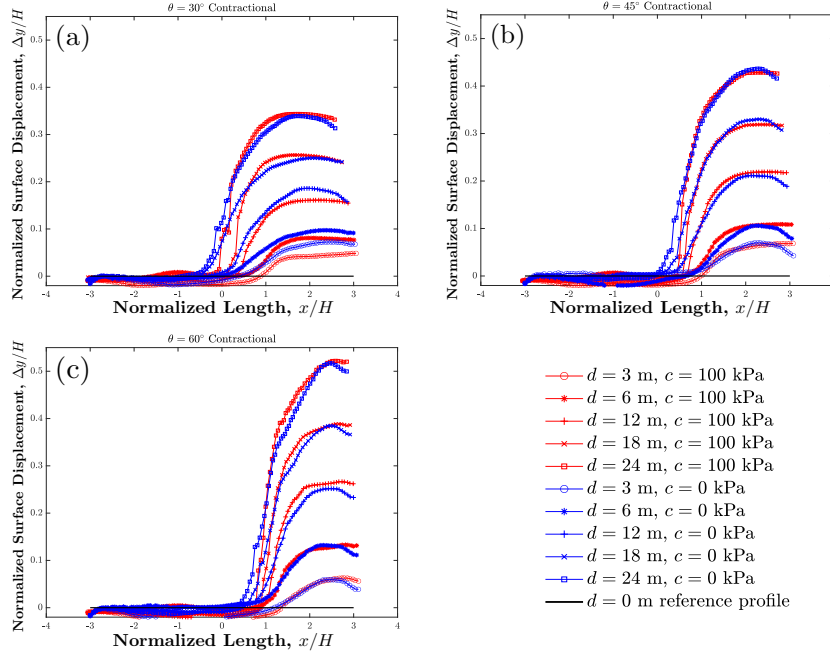 θ = 30° Contractional
(a)
0.5
0.4
0.3
0.2
0.1
0
-4 -3 -2 -1 0 1 2 3 4
Normalized Surface Displacement, Δy/H
Normalized Length, x/H
θ = 45° Contractional
(b)
0.5
0.4
0.3
0.2
0.1
0
-4 -3 -2 -1 0 1 2 3 4
Normalized Surface Displacement, Δy/H
Normalized Length, x/H
θ = 60° Contractional
(c)
0.5
0.4
0.3
0.2
0.1
0
-4 -3 -2 -1 0 1 2 3 4
Normalized Surface Displacement, Δy/H
Normalized Length, x/H
d = 3 m, c = 100 kPa
d = 6 m, c = 100 kPa
d = 12 m, c = 100 kPa
d = 18 m, c = 100 kPa
d = 24 m, c = 100 kPa
d = 3 m, c = 0 kPa
d = 6 m, c = 0 kPa
d = 12 m, c = 0 kPa
d = 18 m, c = 0 kPa
d = 24 m, c = 0 kPa
d = 0 m reference profile